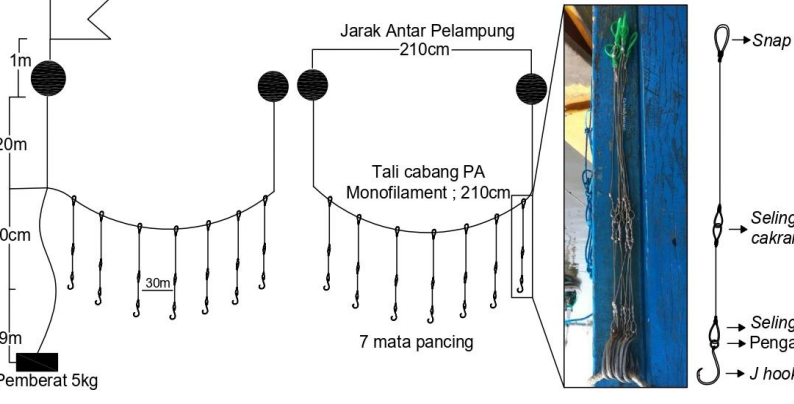 1m
20m
0cm
9m
Pemberat 5kg
30m
Jarak Antar Pelampung
210cm
Tali cabang PA
Monofilament ; 210cm
7 mata pancing
Snap
Seling
Seling
J hook